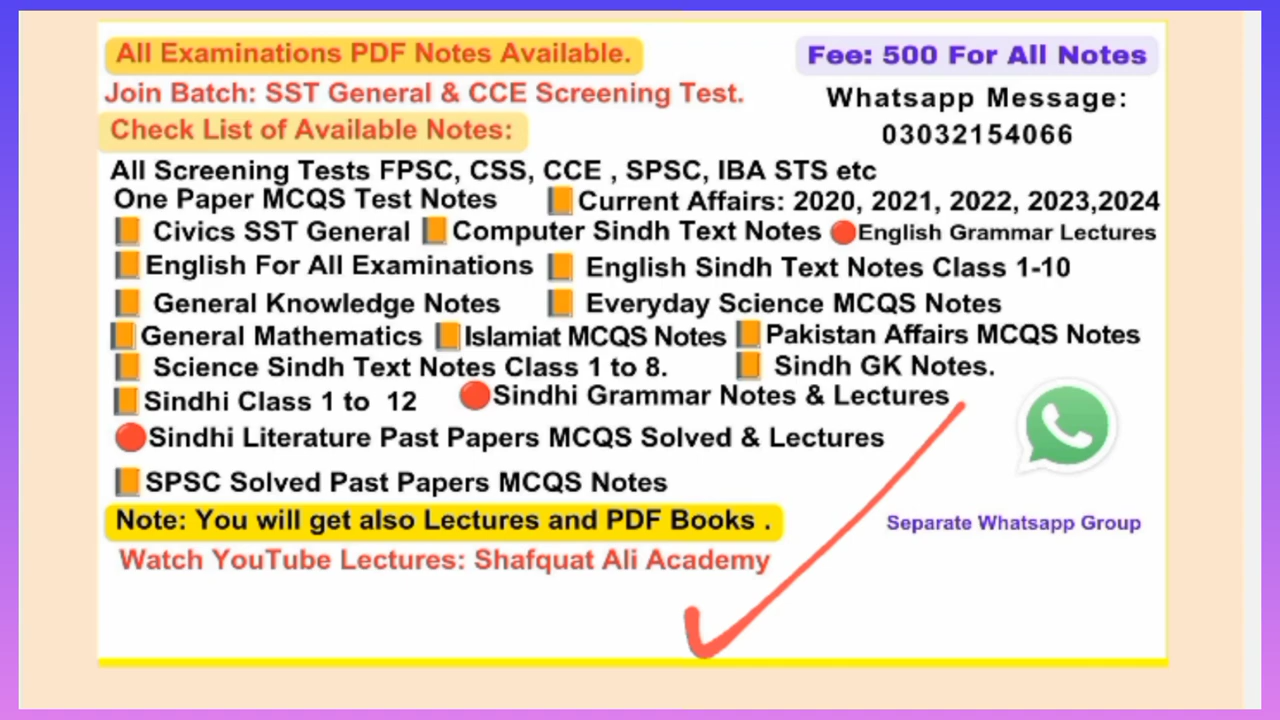 All Examinations PDF Notes Available.
Fee: 500 For All Notes
Join Batch: SST General & CCE Screening Test.
Whatsapp Message:
03032154066
Check List of Available Notes:
All Screening Tests FPSC, CSS, CCE , SPSC, IBA STS etc
One Paper MCQS Test Notes 📙Current Affairs: 2020, 2021, 2022, 2023,2024
📙 Civics SST General 📙Computer Sindh Text Notes 🔴English Grammar Lectures
📙English For All Examinations 📙 English Sindh Text Notes Class 1-10
📙 General Knowledge Notes 📙 Everyday Science MCQS Notes
📙General Mathematics 📙Islamiat MCQS Notes 📙Pakistan Affairs MCQS Notes
📙 Science Sindh Text Notes Class 1 to 8. 📙 Sindh GK Notes.
📙Sindhi Class 1 to 12 🔴Sindhi Grammar Notes & Lectures
🔴Sindhi Literature Past Papers MCQS Solved & Lectures
📙SPSC Solved Past Papers MCQS Notes
Note: You will get also Lectures and PDF Books .
Separate Whatsapp Group
Watch YouTube Lectures: Shafquat Ali Academy